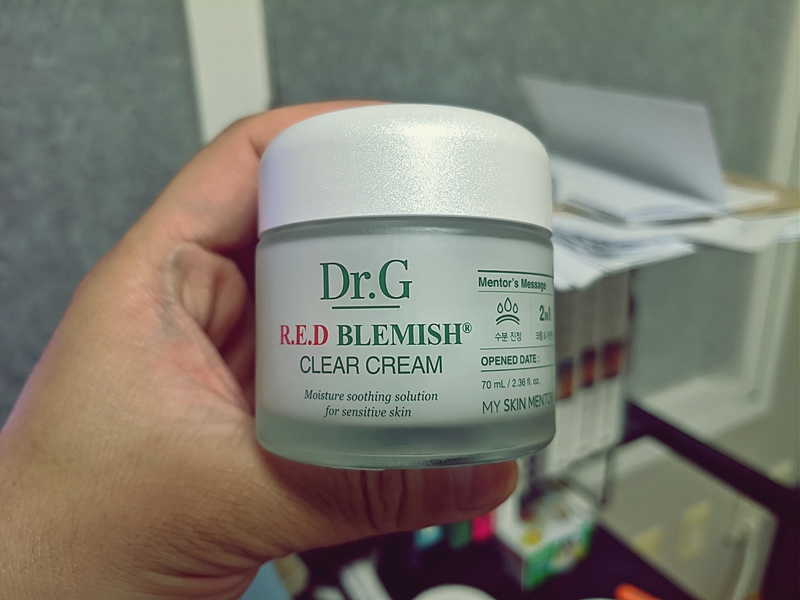 Dr.G
R.E.D BLEMISH®
CLEAR CREAM
Moisture soothing solution
for sensitive skin
Mentor's Message
2in1
수분 진정
OPENED DATE :
70 mL / 2.36 fl. oz.
MY SKIN MENTOR